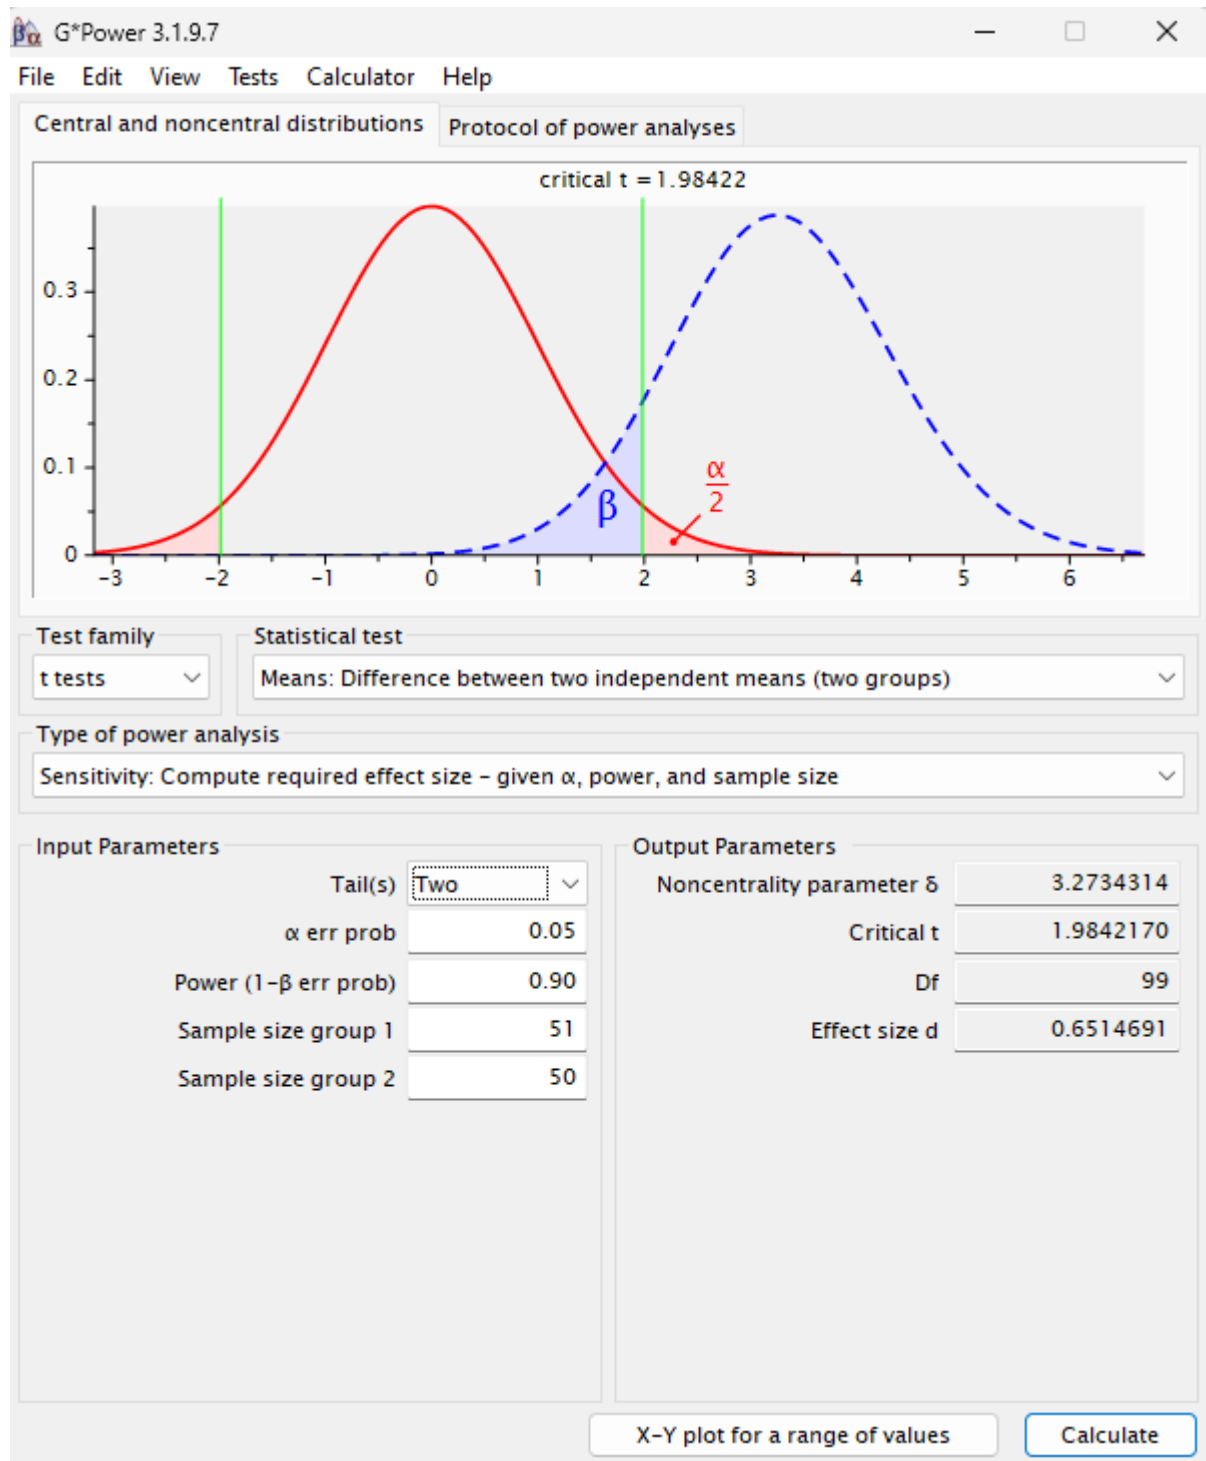 G*Power 3.1.9.7
File Edit View Tests Calculator Help
Central and noncentral distributions Protocol of power analyses
critical t = 1.98422
0.3
0.2
0.1
0
β
α
2
-3 -2 -1 0 1 2 3 4 5 6
Test family Statistical test
t tests Means: Difference between two independent means (two groups)
Type of power analysis
Sensitivity: Compute required effect size - given α, power, and sample size
Input Parameters Output Parameters
Tail(s) Two Noncentrality parameter δ 3.2734314
α err prob 0.05 Critical t 1.9842170
Power (1-β err prob) 0.90 Df 99
Sample size group 1 51 Effect size d 0.6514691
Sample size group 2 50
X-Y plot for a range of values Calculate